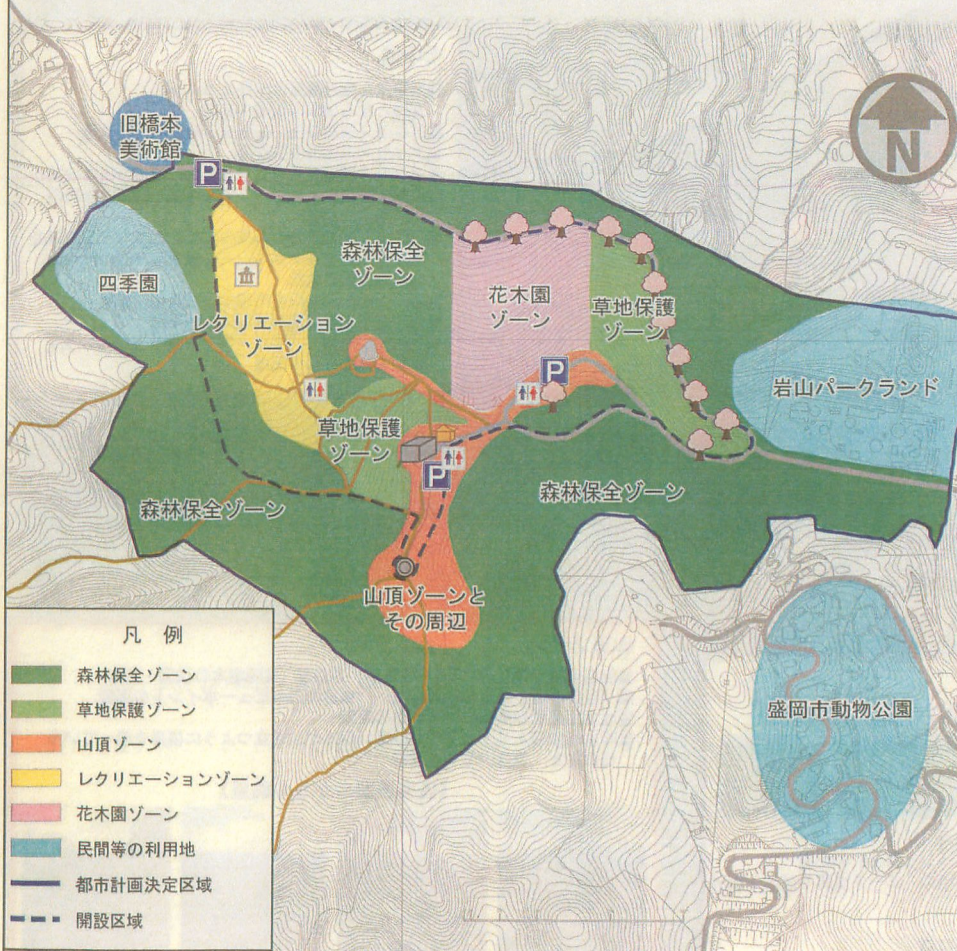 旧橋本
美術館
P
N
四季園
森林保全
ゾーン
花木園
ゾーン
草地保護
ゾーン
レクリエーション
ゾーン
P
岩山パークランド
草地保護
ゾーン
P
森林保全ゾーン
森林保全ゾーン
山頂ゾーンと
その周辺
盛岡市動物公園
凡 例
森林保全ゾーン
草地保護ゾーン
山頂ゾーン
レクリエーションゾーン
花木園ゾーン
民間等の利用地
都市計画決定区域
開設区域